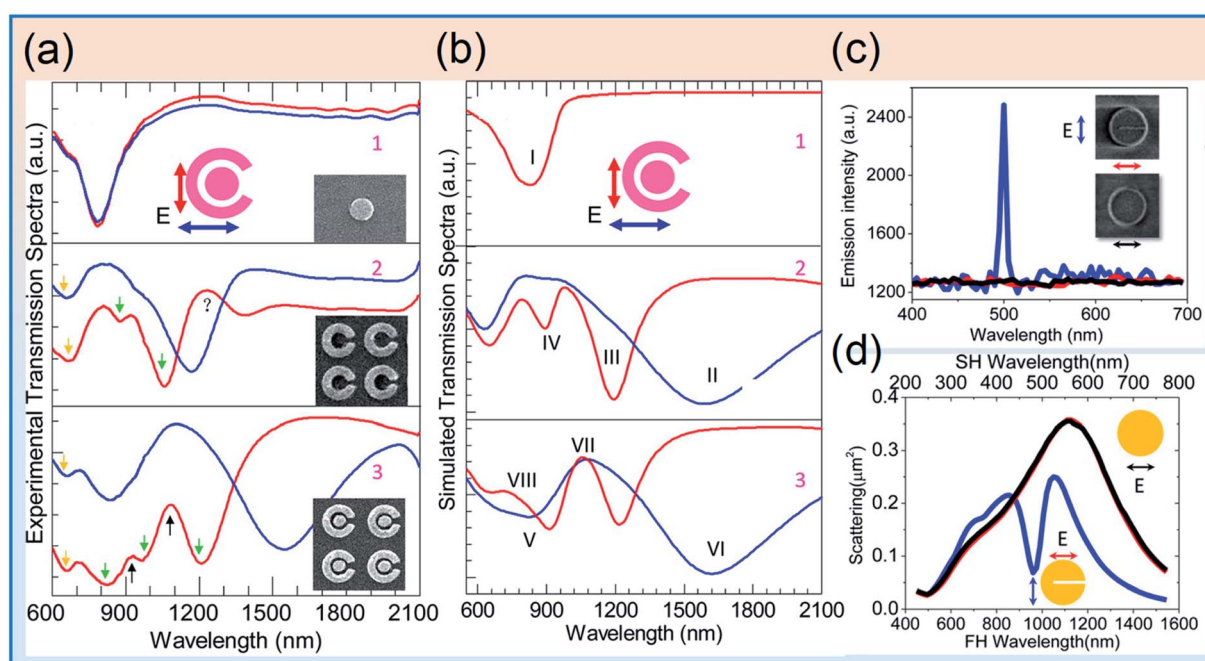 (a)
Experimental Transmission Spectra (a.u.)
1
E
2
?
3
600 900 1200 1500 1800 2100
Wavelength (nm)
(b)
Simulated Transmission Spectra (a.u.)
1
I
E
2
IV
III
II
3
VIII
VII
V
VI
600 900 1200 1500 1800 2100
Wavelength (nm)
(c)
Emission intensity (a.u.)
2400
2100
1800
1500
1200
E
400 500 600 700
Wavelength (nm)
(d)
SH Wavelength(nm)
200 300 400 500 600 700 800
Scattering(μm²)
0.4
0.3
0.2
0.1
0.0
E
E
400 600 800 1000 1200 1400 1600
FH Wavelength(nm)